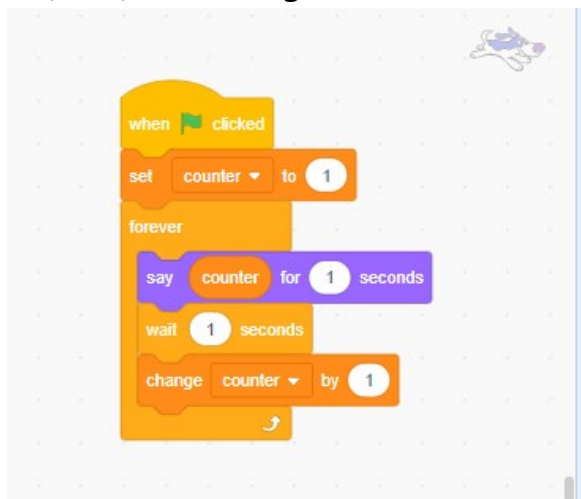 when clicked
set counter to 1
forever
say counter for 1 seconds
wait 1 seconds
change counter by 1